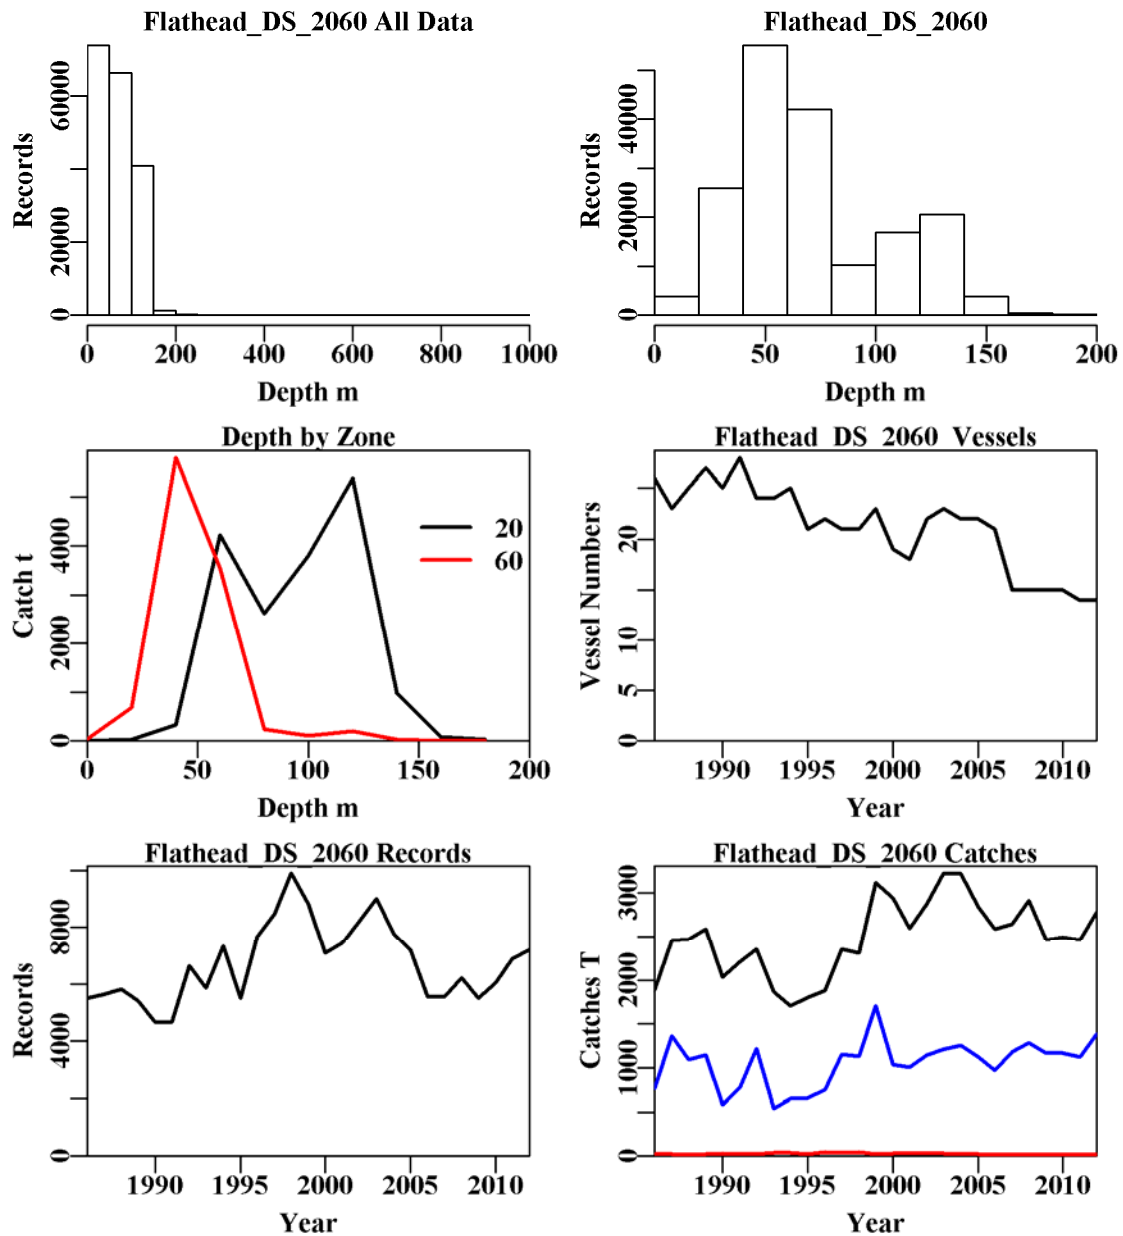 Flathead_DS_2060 All Data
Records
0 20000 60000
0 200 400 600 800 1000
Depth m
Flathead_DS_2060
Records
0 20000 40000
0 50 100 150 200
Depth m
Depth by Zone
Catch t
0 2000 4000
20
60
0 50 100 150 200
Depth m
Flathead_DS_2060_Vessels
Vessel Numbers
0 5 10 20
1990 1995 2000 2005 2010
Year
Flathead_DS_2060 Records
Records
0 4000 8000
1990 1995 2000 2005 2010
Year
Flathead_DS_2060 Catches
Catches T
0 1000 2000 3000
1990 1995 2000 2005 2010
Year